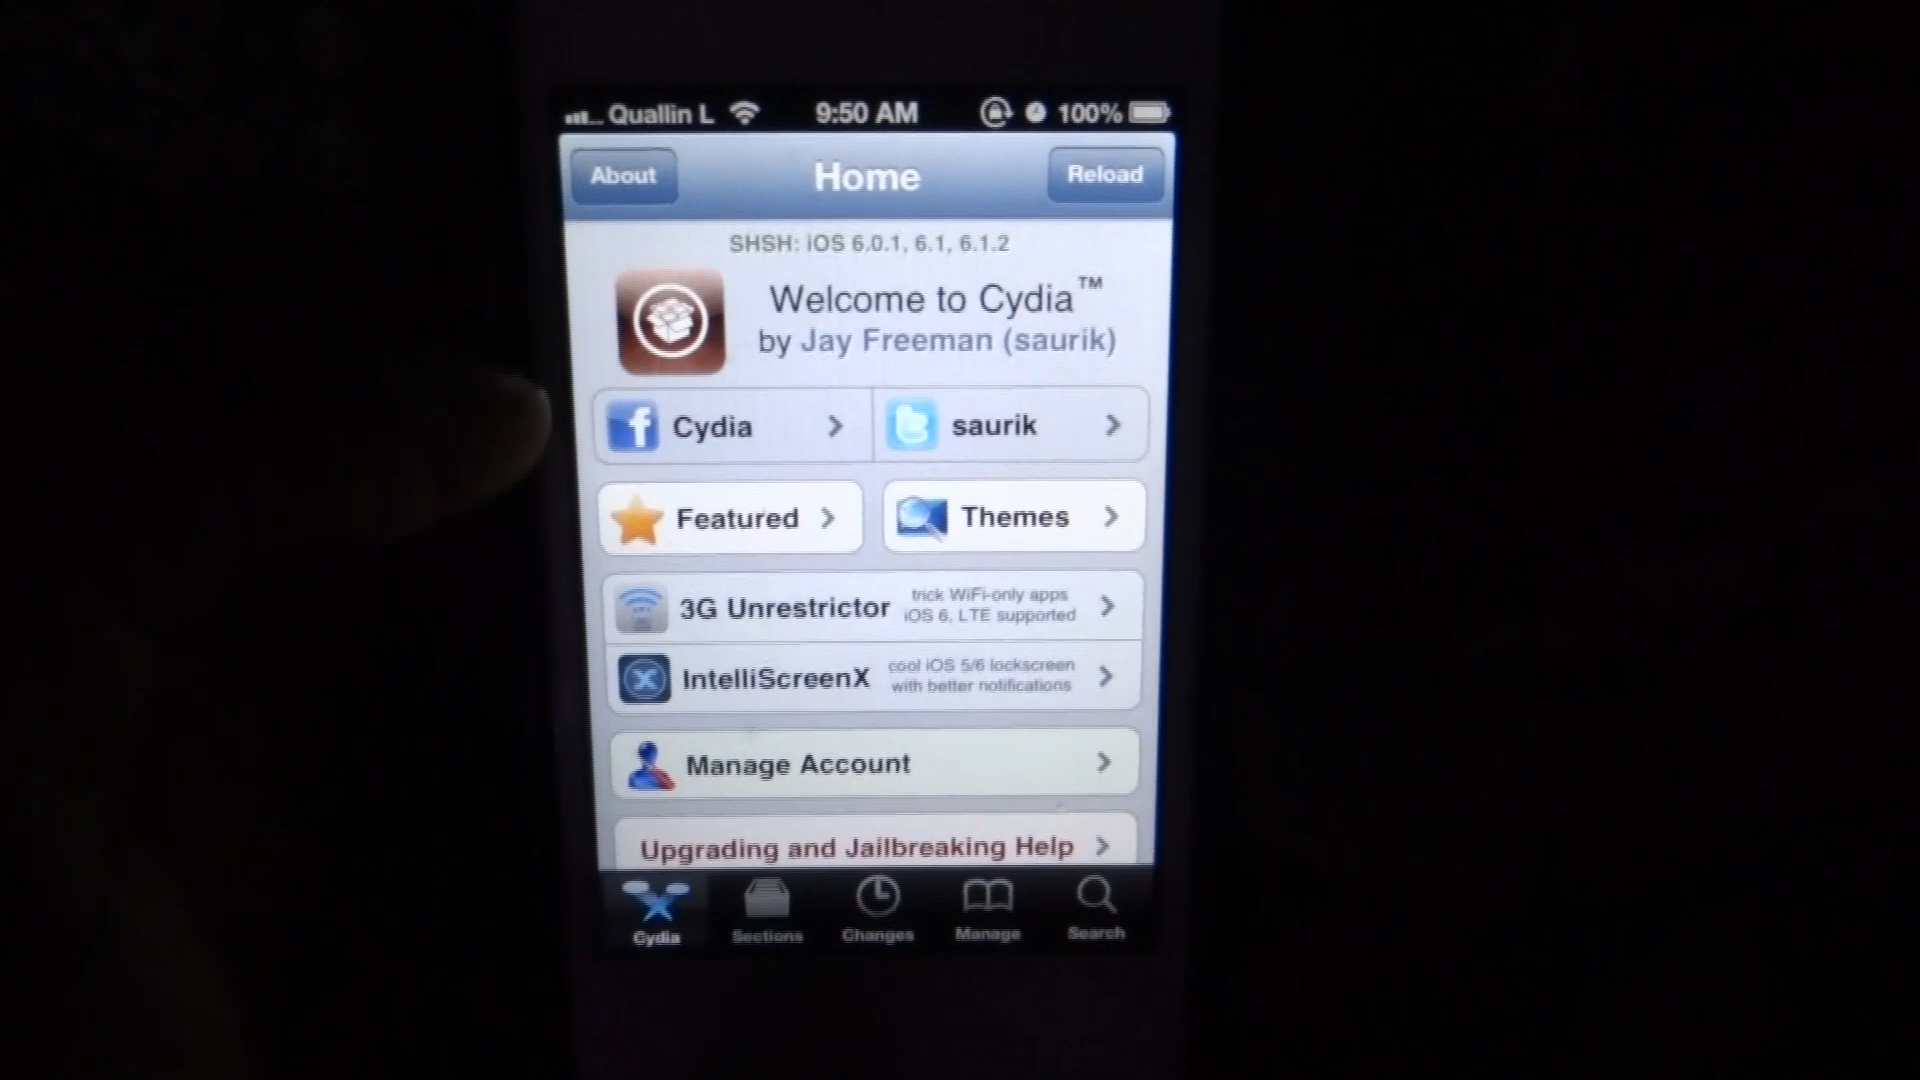 Quallin L 9:50 AM 100%
About Home Reload
SHSH: iOS 6.0.1, 6.1, 6.1.2
Welcome to Cydia™
by Jay Freeman (saurik)
Cydia saurik
Featured Themes
3G Unrestrictor trick WiFi-only apps
iOS 6, LTE supported
IntelliScreenX cool iOS 5/6 lockscreen
with better notifications
Manage Account
Upgrading and Jailbreaking Help
Cydia Sections Changes Manage Search